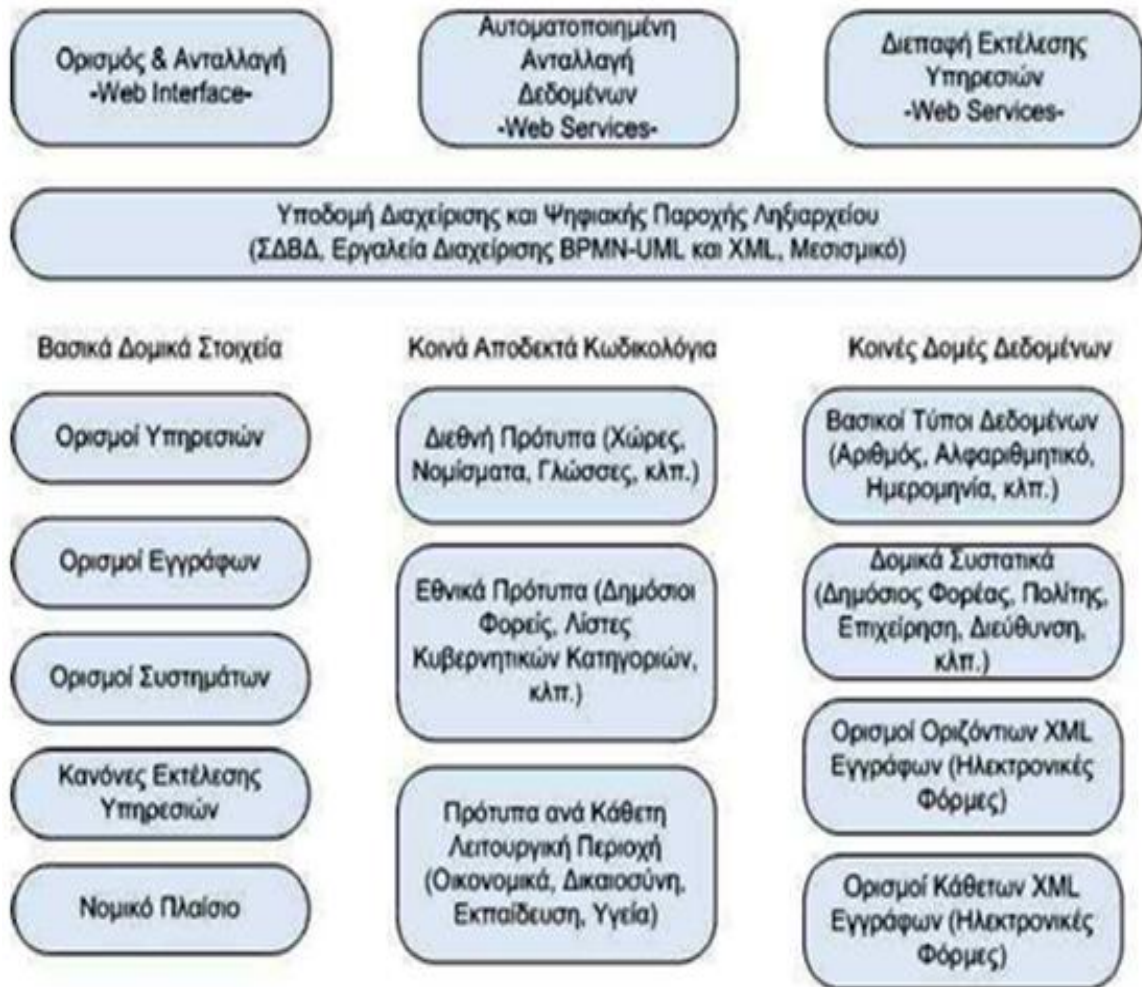 Ορισμός & Ανταλλαγή
-Web Interface-
Αυτοματοποιημένη
Ανταλλαγή
Δεδομένων
-Web Services-
Διεπαφή Εκτέλεσης
Υπηρεσιών
-Web Services-
Υποδομή Διαχείρισης και Ψηφιακής Παροχής Ληξιαρχείου
(ΣΔΒΔ, Εργαλεία Διαχείρισης BPMN-UML και XML, Μεσισμικό)
Βασικά Δομικά Στοιχεία
Ορισμοί Υπηρεσιών
Ορισμοί Εγγράφων
Ορισμοί Συστημάτων
Κανόνες Εκτέλεσης
Υπηρεσιών
Νομικό Πλαίσιο
Κοινά Αποδεκτά Κωδικολόγια
Διεθνή Πρότυπα (Χώρες,
Νομίσματα, Γλώσσες, κλπ.)
Εθνικά Πρότυπα (Δημόσιοι
Φορείς, Λίστες
Κυβερνητικών Κατηγοριών,
κλπ.)
Πρότυπα ανά Κάθετη
Λειτουργική Περιοχή
(Οικονομικά, Δικαιοσύνη,
Εκπαίδευση, Υγεία)
Κοινές Δομές Δεδομένων
Βασικοί Τύποι Δεδομένων
(Αριθμός, Αλφαριθμητικό,
Ημερομηνία, κλπ.)
Δομικά Συστατικά
(Δημόσιος Φορέας, Πολίτης,
Επιχείρηση, Διεύθυνση,
κλπ.)
Ορισμοί Οριζόντιων XML
Εγγράφων (Ηλεκτρονικές
Φόρμες)
Ορισμοί Κάθετων XML
Εγγράφων (Ηλεκτρονικές
Φόρμες)